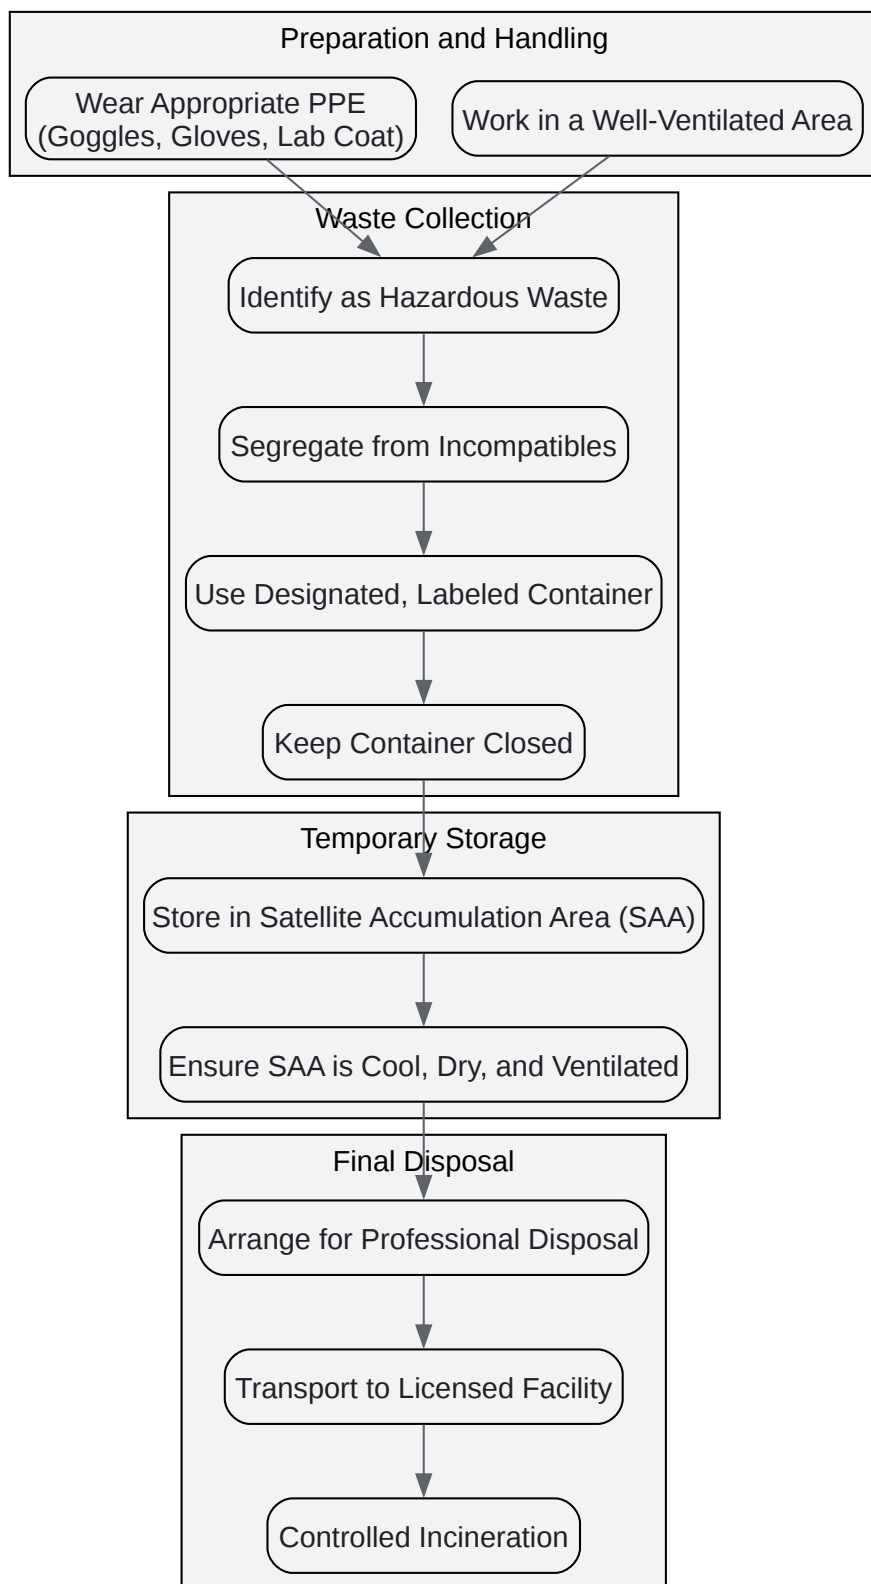 Preparation and Handling
Wear Appropriate PPE
(Goggles, Gloves, Lab Coat)
Work in a Well-Ventilated Area
Waste Collection
Identify as Hazardous Waste
Segregate from Incompatibles
Use Designated, Labeled Container
Keep Container Closed
Temporary Storage
Store in Satellite Accumulation Area (SAA)
Ensure SAA is Cool, Dry, and Ventilated
Final Disposal
Arrange for Professional Disposal
Transport to Licensed Facility
Controlled Incineration